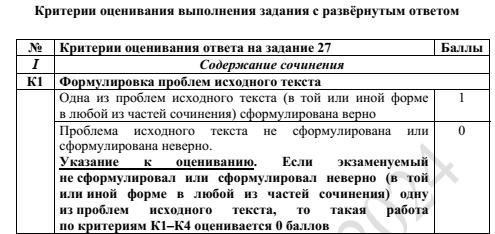 Критерии оценивания выполнения задания с развёрнутым ответом
№ Критерии оценивания ответа на задание 27 Баллы
I Содержание сочинения
К1 Формулировка проблем исходного текста
Одна из проблем исходного текста (в той или иной форме 1
в любой из частей сочинения) сформулирована верно
Проблема исходного текста не сформулирована или 0
сформулирована неверно.
Указание к оцениванию. Если экзаменуемый
не сформулировал или сформулировал неверно (в той
или иной форме в любой из частей сочинения) одну
из проблем исходного текста, то такая работа
по критериям К1–К4 оценивается 0 баллов
2024